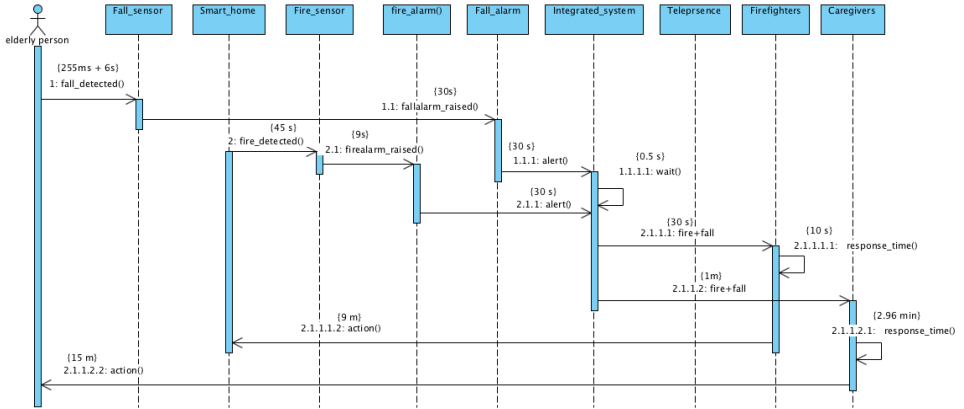 Fall_sensor
Smart_home
Fire_sensor
fire_alarm()
Fall_alarm
Integrated_system
Teleprsence
Firefighters
Caregivers
elderly person
{255ms + 6s}
1: fall_detected()
{30s}
1.1: fallalarm_raised()
{45 s}
2: fire_detected()
{9s}
2.1: firealarm_raised()
{30 s}
1.1.1: alert()
{0.5 s}
1.1.1.1: wait()
{30 s}
2.1.1: alert()
{30 s}
2.1.1.1: fire+fall
{10 s}
2.1.1.1.1: response_time()
{1m}
2.1.1.2: fire+fall
{9 m}
2.1.1.1.2: action()
{2.96 min}
2.1.1.2.1: response_time()
{15 m}
2.1.1.2.2: action()